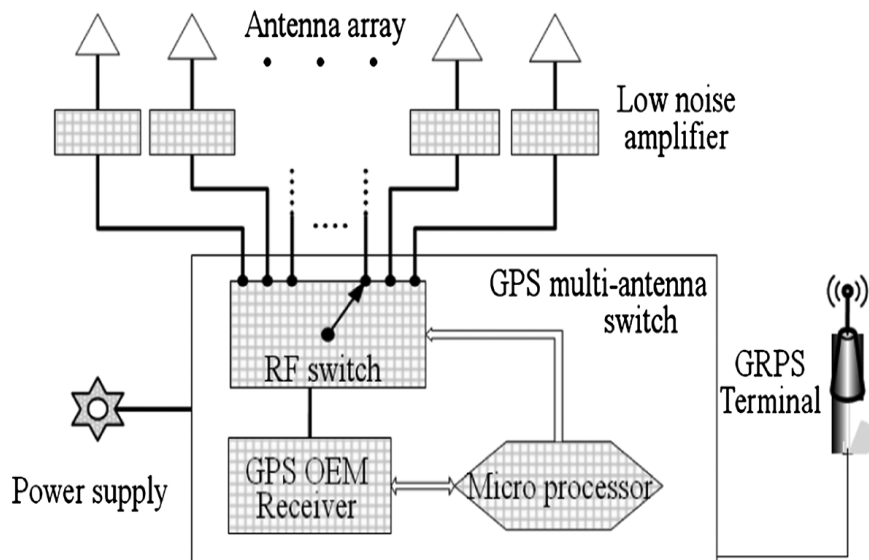 Antenna array
Low noise
amplifier
GPS multi-antenna
switch
RF switch
GRPS
Terminal
GPS OEM
Receiver
Micro processor
Power supply